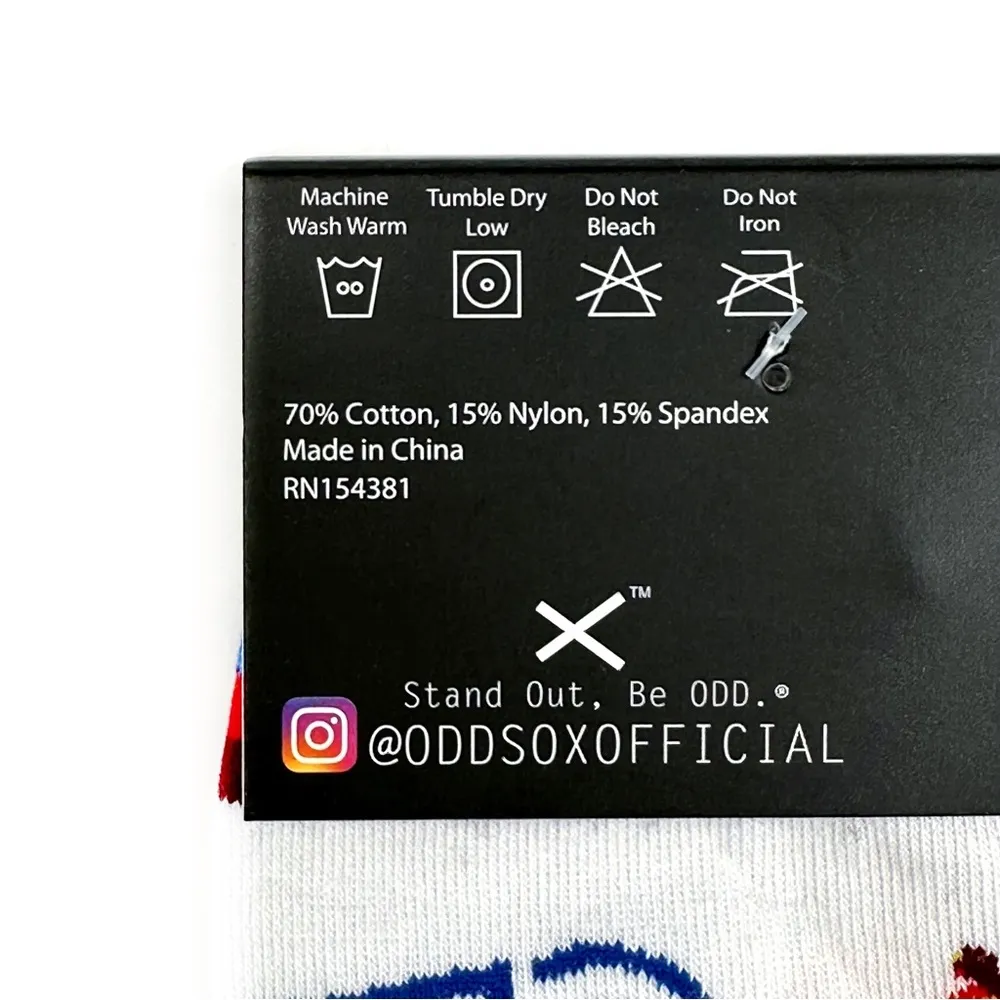 Machine
Wash Warm
Tumble Dry
Low
Do Not
Bleach
Do Not
Iron
70% Cotton, 15% Nylon, 15% Spandex
Made in China
RN154381
™
Stand Out, Be ODD.®
@ODDSOXOFFICIAL